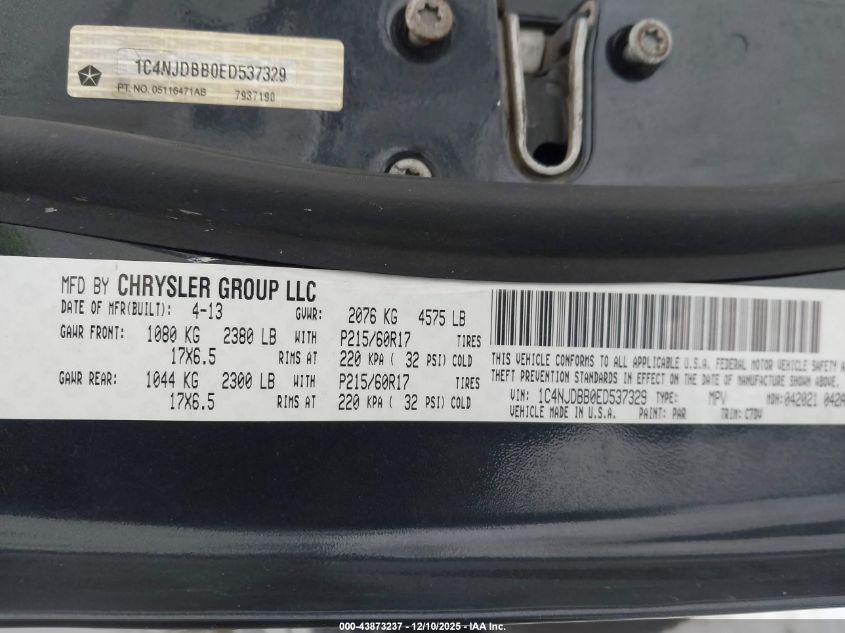 1C4NJDBB0ED537329
PT. NO. 05116471AB 7937190
MFD BY CHRYSLER GROUP LLC
DATE OF MFR(BUILT): 4-13 GVWR: 2076 KG 4575 LB
GAWR FRONT: 1080 KG 2380 LB WITH P215/60R17 TIRES
17X6.5 RIMS AT 220 KPA ( 32 PSI) COLD
GAWR REAR: 1044 KG 2300 LB WITH P215/60R17 TIRES
17X6.5 RIMS AT 220 KPA ( 32 PSI) COLD
THIS VEHICLE CONFORMS TO ALL APPLICABLE U.S.A. FEDERAL MOTOR VEHICLE SAFETY
THEFT PREVENTION STANDARDS IN EFFECT ON THE DATE OF MANUFACTURE SHOWN ABOVE.
VIN: 1C4NJDBB0ED537329 TYPE: MPV MDH: 042021
VEHICLE MADE IN U.S.A. PAINT: PAR TRIM: C7DV
000-43873237 - 12/10/2025 - IAA Inc.